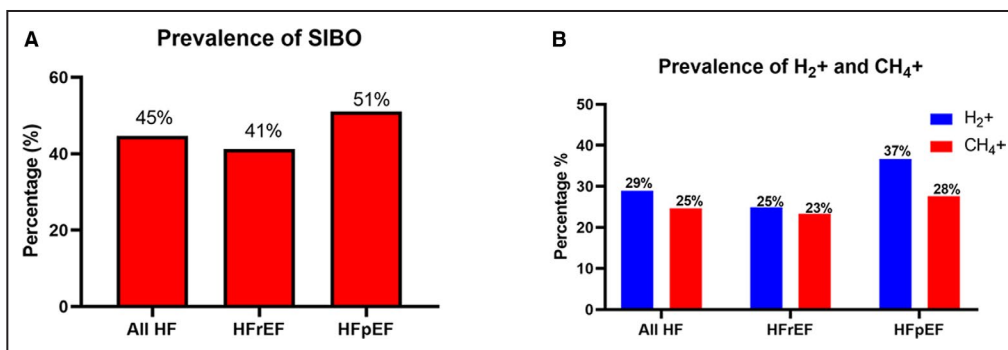 A
Prevalence of SIBO
Percentage (%)
60
40
20
0
45%
41%
51%
All HF
HFrEF
HFpEF
B
Prevalence of H₂+ and CH₄+
Percentage %
50
40
30
20
10
0
29%
25%
25%
23%
37%
28%
H₂+
CH₄+
All HF
HFrEF
HFpEF